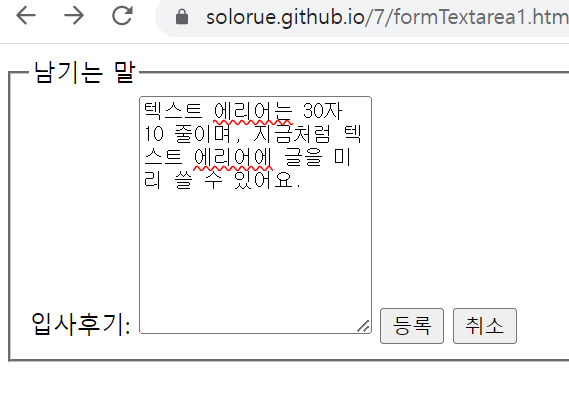 solorue.github.io/7/formTextarea1.htm
남기는 말
텍스트 에리어는 30자
10 줄이며, 지금처럼 텍
스트 에리어에 글을 미
리 쓸 수 있어요.
입사후기: 등록 취소